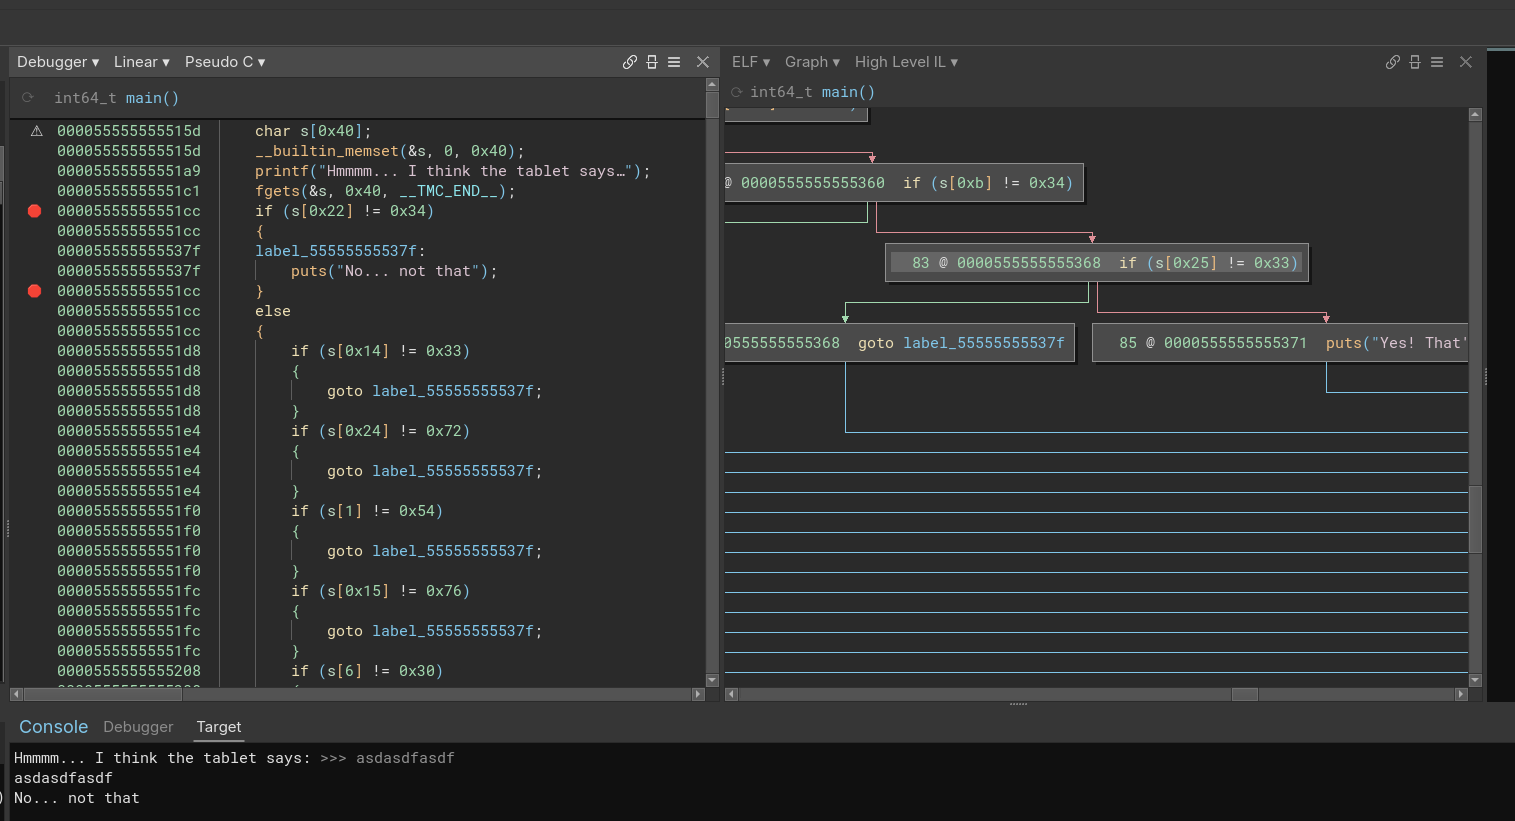 Debugger ▾ Linear ▾ Pseudo C ▾
int64_t main()
000055555555515d char s[0x40];
000055555555515d __builtin_memset(&s, 0, 0x40);
00005555555551a9 printf("Hmmmm... I think the tablet says…");
00005555555551c1 fgets(&s, 0x40, __TMC_END__);
00005555555551cc if (s[0x22] != 0x34)
00005555555551cc {
000055555555537f label_55555555537f:
000055555555537f puts("No... not that");
00005555555551cc }
00005555555551cc else
00005555555551cc {
00005555555551d8 if (s[0x14] != 0x33)
00005555555551d8 {
00005555555551d8 goto label_55555555537f;
00005555555551d8 }
00005555555551e4 if (s[0x24] != 0x72)
00005555555551e4 {
00005555555551e4 goto label_55555555537f;
00005555555551e4 }
00005555555551f0 if (s[1] != 0x54)
00005555555551f0 {
00005555555551f0 goto label_55555555537f;
00005555555551f0 }
00005555555551fc if (s[0x15] != 0x76)
00005555555551fc {
00005555555551fc goto label_55555555537f;
00005555555551fc }
0000555555555208 if (s[6] != 0x30)
ELF ▾ Graph ▾ High Level IL ▾
int64_t main()
@ 0000555555555360 if (s[0xb] != 0x34)
83 @ 0000555555555368 if (s[0x25] != 0x33)
0555555555368 goto label_55555555537f
85 @ 0000555555555371 puts("Yes! That'
Console Debugger Target
Hmmmm... I think the tablet says: >>> asdasdfasdf
asdasdfasdf
No... not that